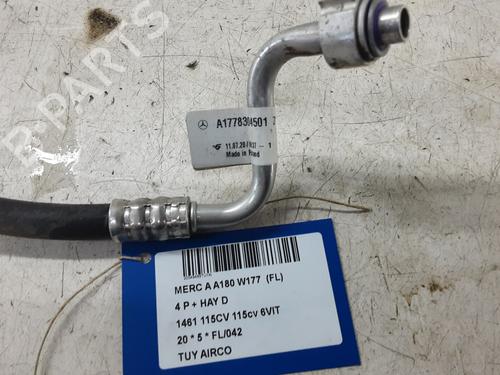 B-PARTS
A1778304501
11.07.20
Made in Poland
MERC A A180 W177 (FL)
4 P + HAY D
1461 115CV 115cv 6VIT
20 * 5 * FL/042
TUY AIRCO